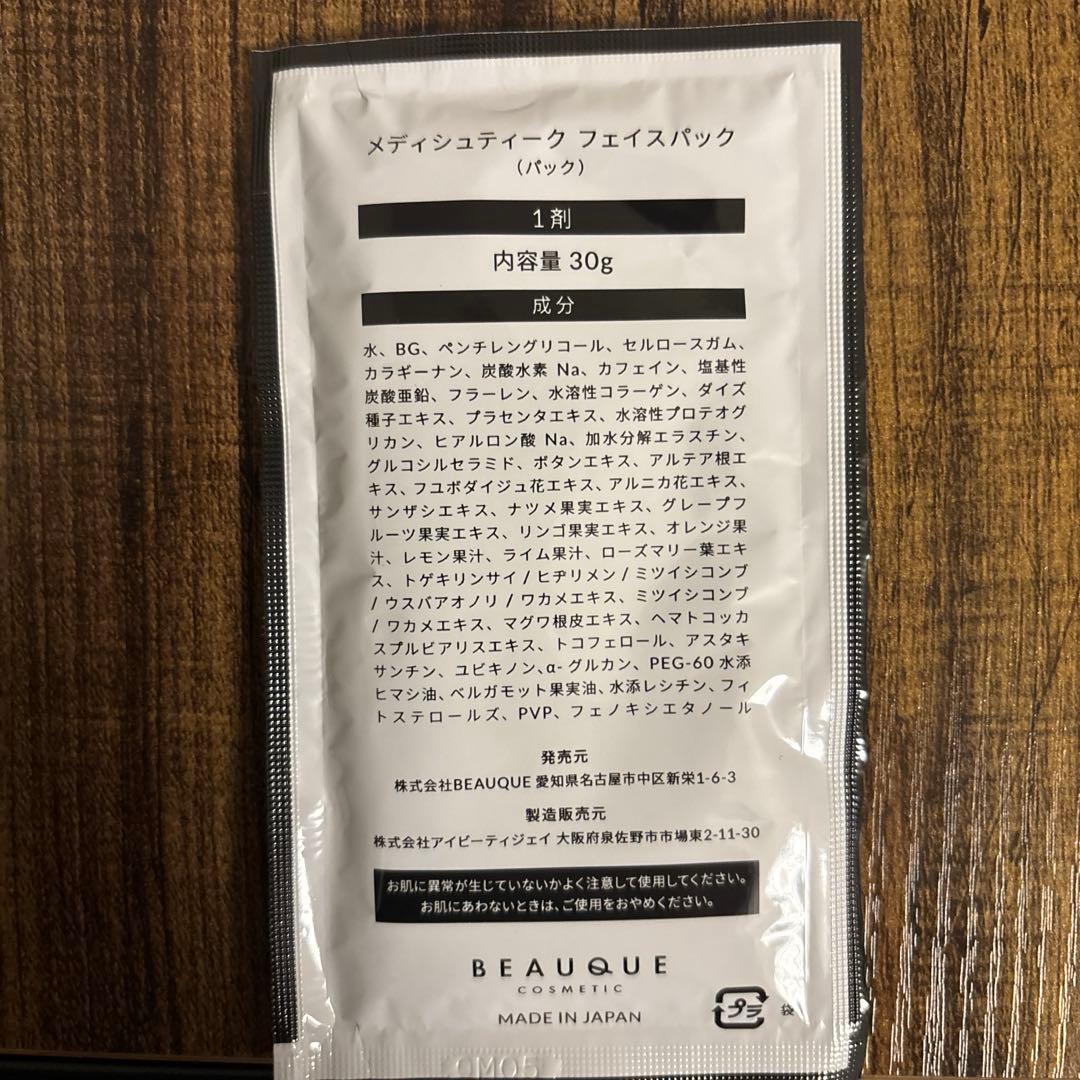 メディシュティーク フェイスパック
（パック）
1剤
内容量 30g
成分
水、BG、ペンチレングリコール、セルロースガム、
カラギーナン、炭酸水素 Na、カフェイン、塩基性
炭酸亜鉛、フラーレン、水溶性コラーゲン、ダイズ
種子エキス、プラセンタエキス、水溶性プロテオグ
リカン、ヒアルロン酸 Na、加水分解エラスチン、
グルコシルセラミド、ボタンエキス、アルテア根エ
キス、フユボダイジュ花エキス、アルニカ花エキス、
サンザシエキス、ナツメ果実エキス、グレープフ
ルーツ果実エキス、リンゴ果実エキス、オレンジ果
汁、レモン果汁、ライム果汁、ローズマリー葉エキ
ス、トゲキリンサイ / ヒヂリメン / ミツイシコンブ
/ ウスバアオノリ / ワカメエキス、ミツイシコンブ
/ ワカメエキス、マグワ根皮エキス、ヘマトコッカ
スプルビアリスエキス、トコフェロール、アスタキ
サンチン、ユビキノン、α- グルカン、PEG-60 水添
ヒマシ油、ベルガモット果実油、水添レシチン、フィ
トステロールズ、PVP、フェノキシエタノール
発売元
株式会社BEAUQUE 愛知県名古屋市中区新栄1-6-3
製造販売元
株式会社アイビーティジェイ 大阪府泉佐野市市場東2-11-30
お肌に異常が生じていないかよく注意して使用してください。
お肌にあわないときは、ご使用をおやめください。
BEAUQUE
COSMETIC
MADE IN JAPAN
プラ 袋